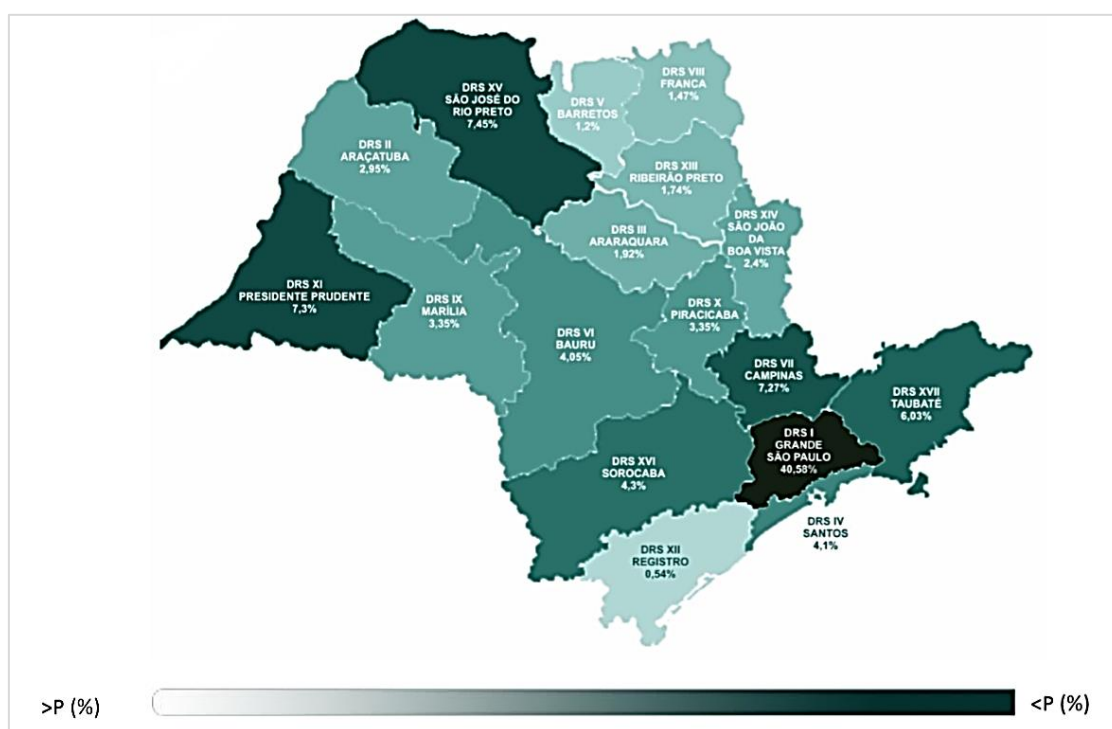 DRS XV
SÃO JOSÉ DO
RIO PRETO
7,45%
DRS V
BARRETOS
1,2%
DRS VIII
FRANCA
1,47%
DRS II
ARAÇATUBA
2,95%
DRS XIII
RIBEIRÃO PRETO
1,74%
DRS XIV
SÃO JOÃO
DA
BOA VISTA
2,4%
DRS III
ARARAQUARA
1,92%
DRS XI
PRESIDENTE PRUDENTE
7,3%
DRS IX
MARÍLIA
3,35%
DRS X
PIRACICABA
3,35%
DRS VI
BAURU
4,05%
DRS VII
CAMPINAS
7,27%
DRS XVII
TAUBATÉ
6,03%
DRS I
GRANDE
SÃO PAULO
40,58%
DRS XVI
SOROCABA
4,3%
DRS IV
SANTOS
4,1%
DRS XII
REGISTRO
0,54%
>P (%)
<P (%)